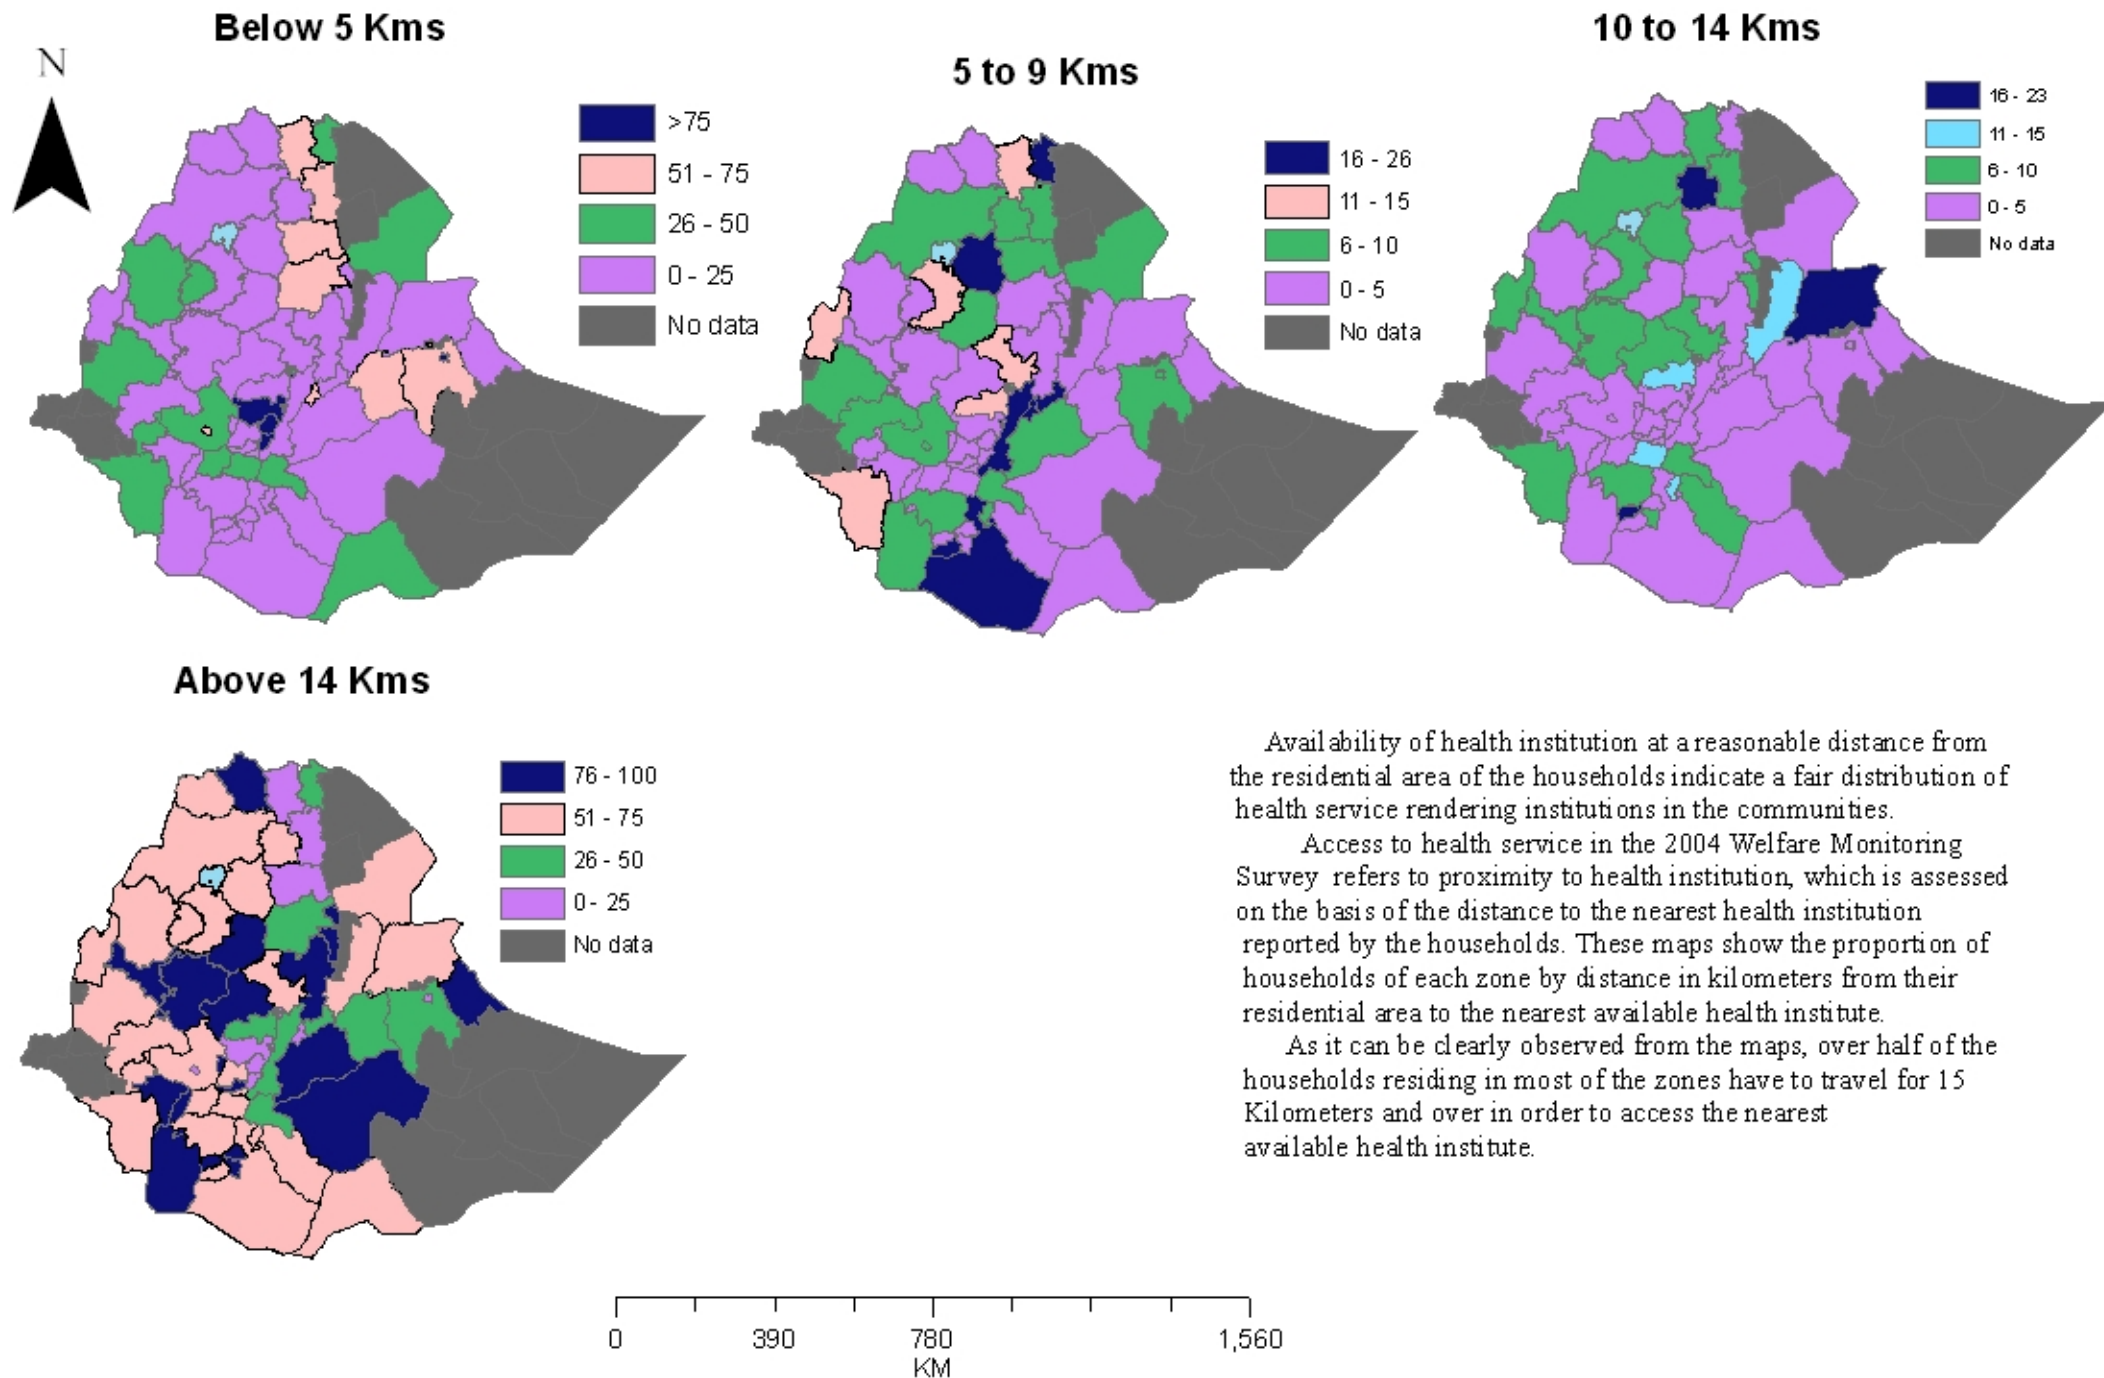 Below 5 Kms
N
>75
51 - 75
26 - 50
0 - 25
No data
5 to 9 Kms
16 - 26
11 - 15
6 - 10
0 - 5
No data
10 to 14 Kms
16 - 23
11 - 15
6 - 10
0 - 5
No data
Above 14 Kms
76 - 100
51 - 75
26 - 50
0 - 25
No data
Availability of health institution at a reasonable distance from
the residential area of the households indicate a fair distribution of
health service rendering institutions in the communities.
Access to health service in the 2004 Welfare Monitoring
Survey refers to proximity to health institution, which is assessed
on the basis of the distance to the nearest health institution
reported by the households. These maps show the proportion of
households of each zone by distance in kilometers from their
residential area to the nearest available health institute.
As it can be clearly observed from the maps, over half of the
households residing in most of the zones have to travel for 15
Kilometers and over in order to access the nearest
available health institute.
0 390 780 1,560
KM